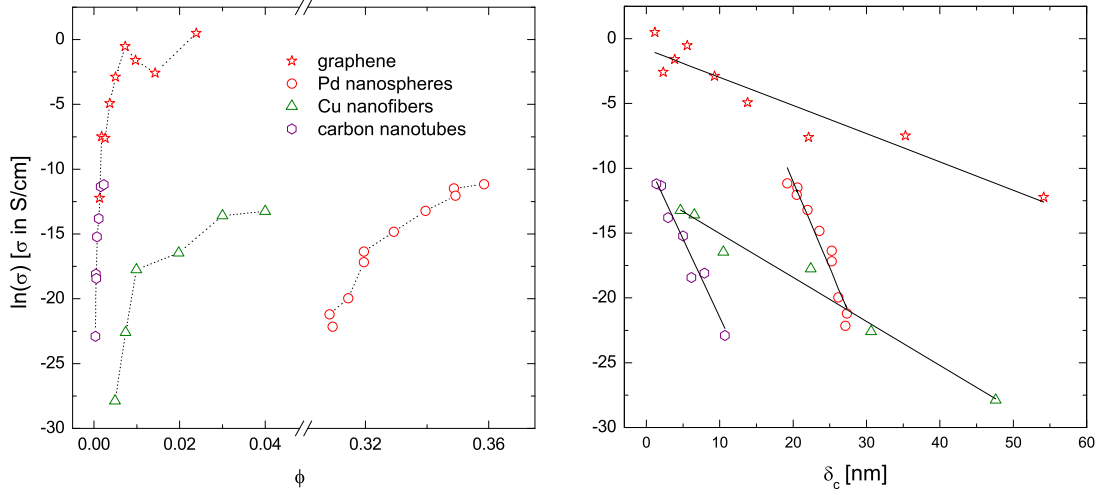 0
-5
-10
-15
-20
-25
-30
ln(σ) [σ in S/cm]
graphene
Pd nanospheres
Cu nanofibers
carbon nanotubes
0.00 0.02 0.04 0.32 0.36
ϕ
0
-5
-10
-15
-20
-25
-30
0 10 20 30 40 50 60
δc [nm]